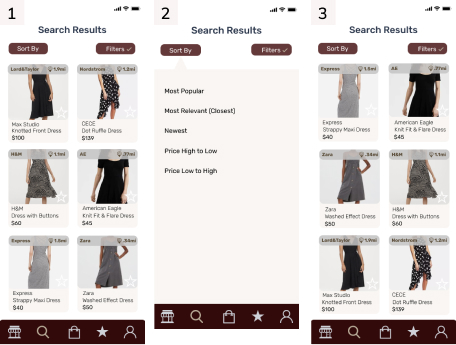 1
Search Results
Sort By Filters
Lord&Taylor 1.9mi Nordstrom 1.2mi
Max Studio CECE
Knotted Front Dress Dot Ruffle Dress
$100 $139
H&M 1.1mi AE .77mi
H&M American Eagle
Dress with Buttons Knit Fit & Flare Dress
$60 $45
Express 1.5mi Zara .34mi
Express Zara
Strappy Maxi Dress Washed Effect Dress
$40 $50
2
Search Results
Sort By Filters
Most Popular
Most Relevant (Closest)
Newest
Price High to Low
Price Low to High
3
Search Results
Sort By Filters
Express 1.5mi AE .77mi
Express American Eagle
Strappy Maxi Dress Knit Fit & Flare Dress
$40 $45
Zara .34mi H&M 1.1mi
Zara H&M
Washed Effect Dress Dress with Buttons
$50 $60
Lord&Taylor 1.9mi Nordstrom 1.2mi
Max Studio CECE
Knotted Front Dress Dot Ruffle Dress
$100 $139